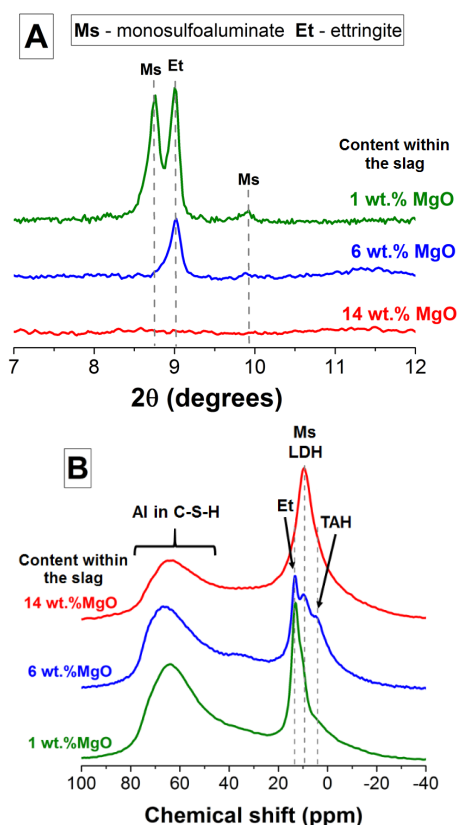 A
Ms - monosulfoaluminate Et - ettringite
Ms
Et
Content within
the slag
Ms
1 wt.% MgO
6 wt.% MgO
14 wt.% MgO
7 8 9 10 11 12
2θ (degrees)
B
Ms
LDH
Al in C-S-H
Et
TAH
Content within
the slag
14 wt.%MgO
6 wt.%MgO
1 wt.%MgO
100 80 60 40 20 0 -20 -40
Chemical shift (ppm)